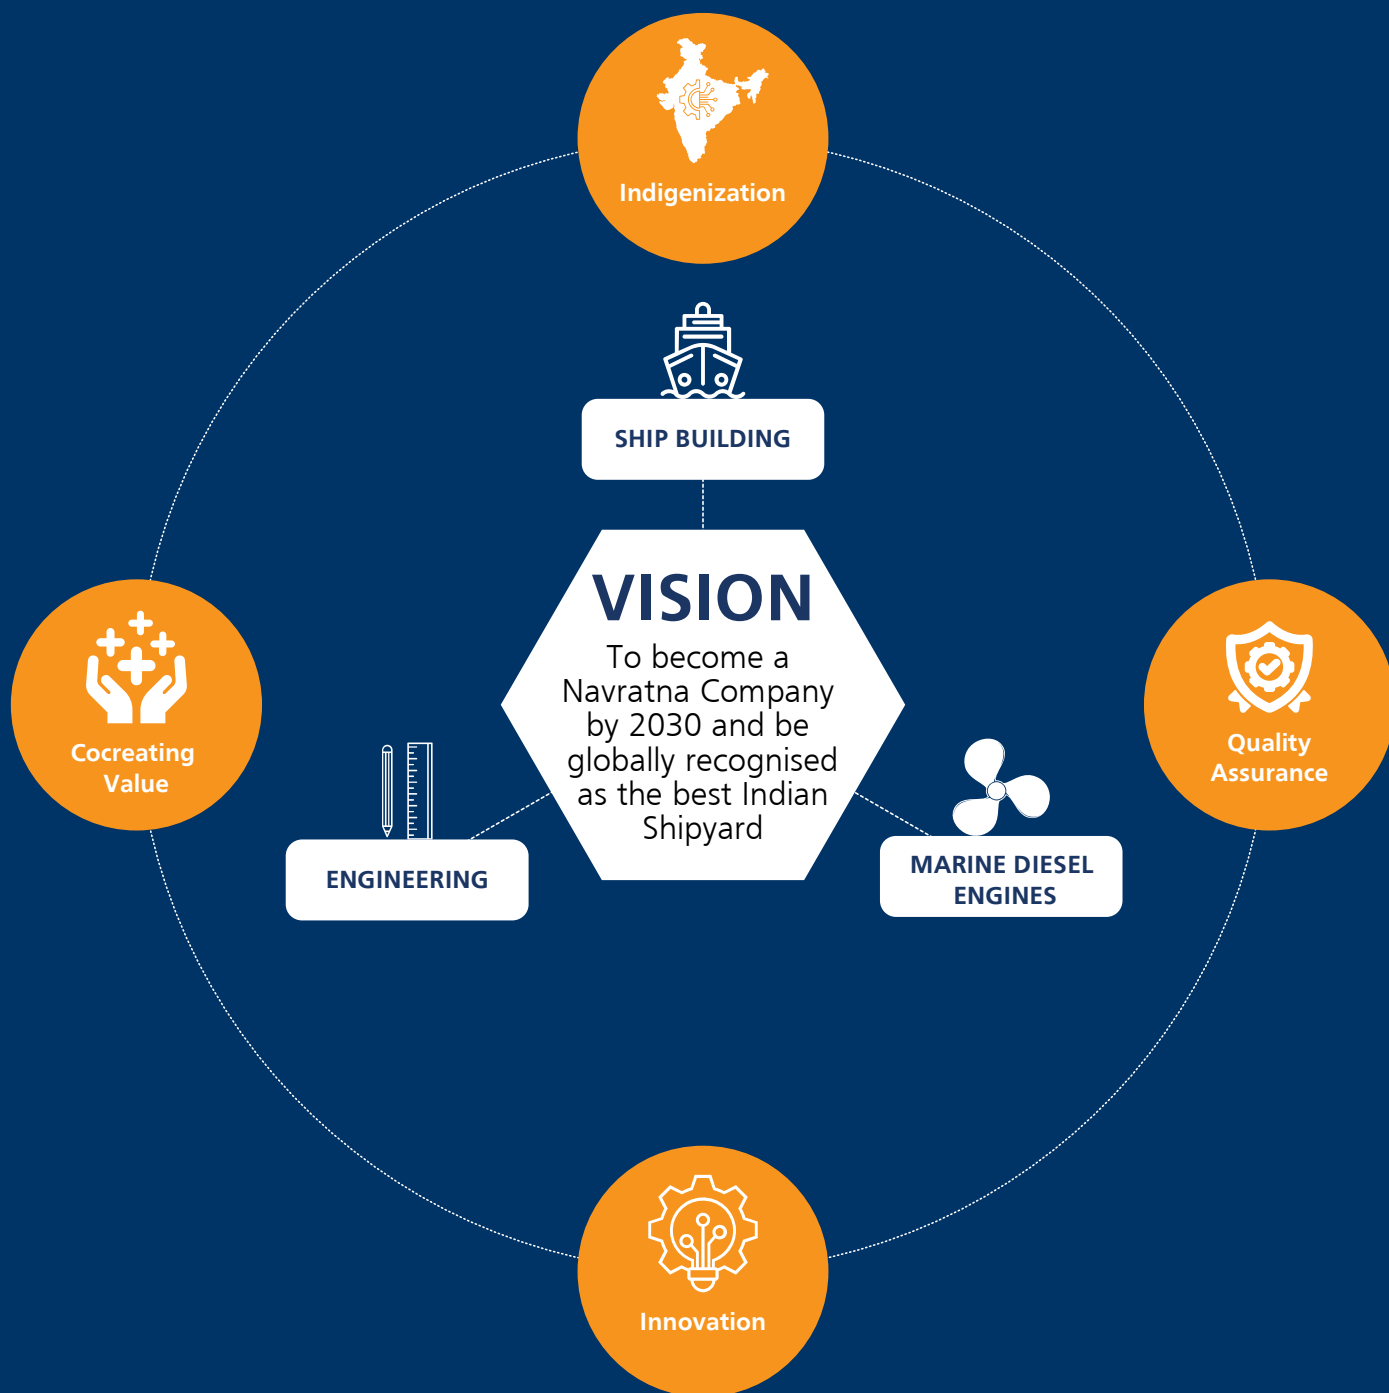 Indigenization
SHIP BUILDING
VISION
To become a
Navratna Company
by 2030 and be
globally recognised
as the best Indian
Shipyard
Cocreating
Value
Quality
Assurance
ENGINEERING
MARINE DIESEL
ENGINES
Innovation